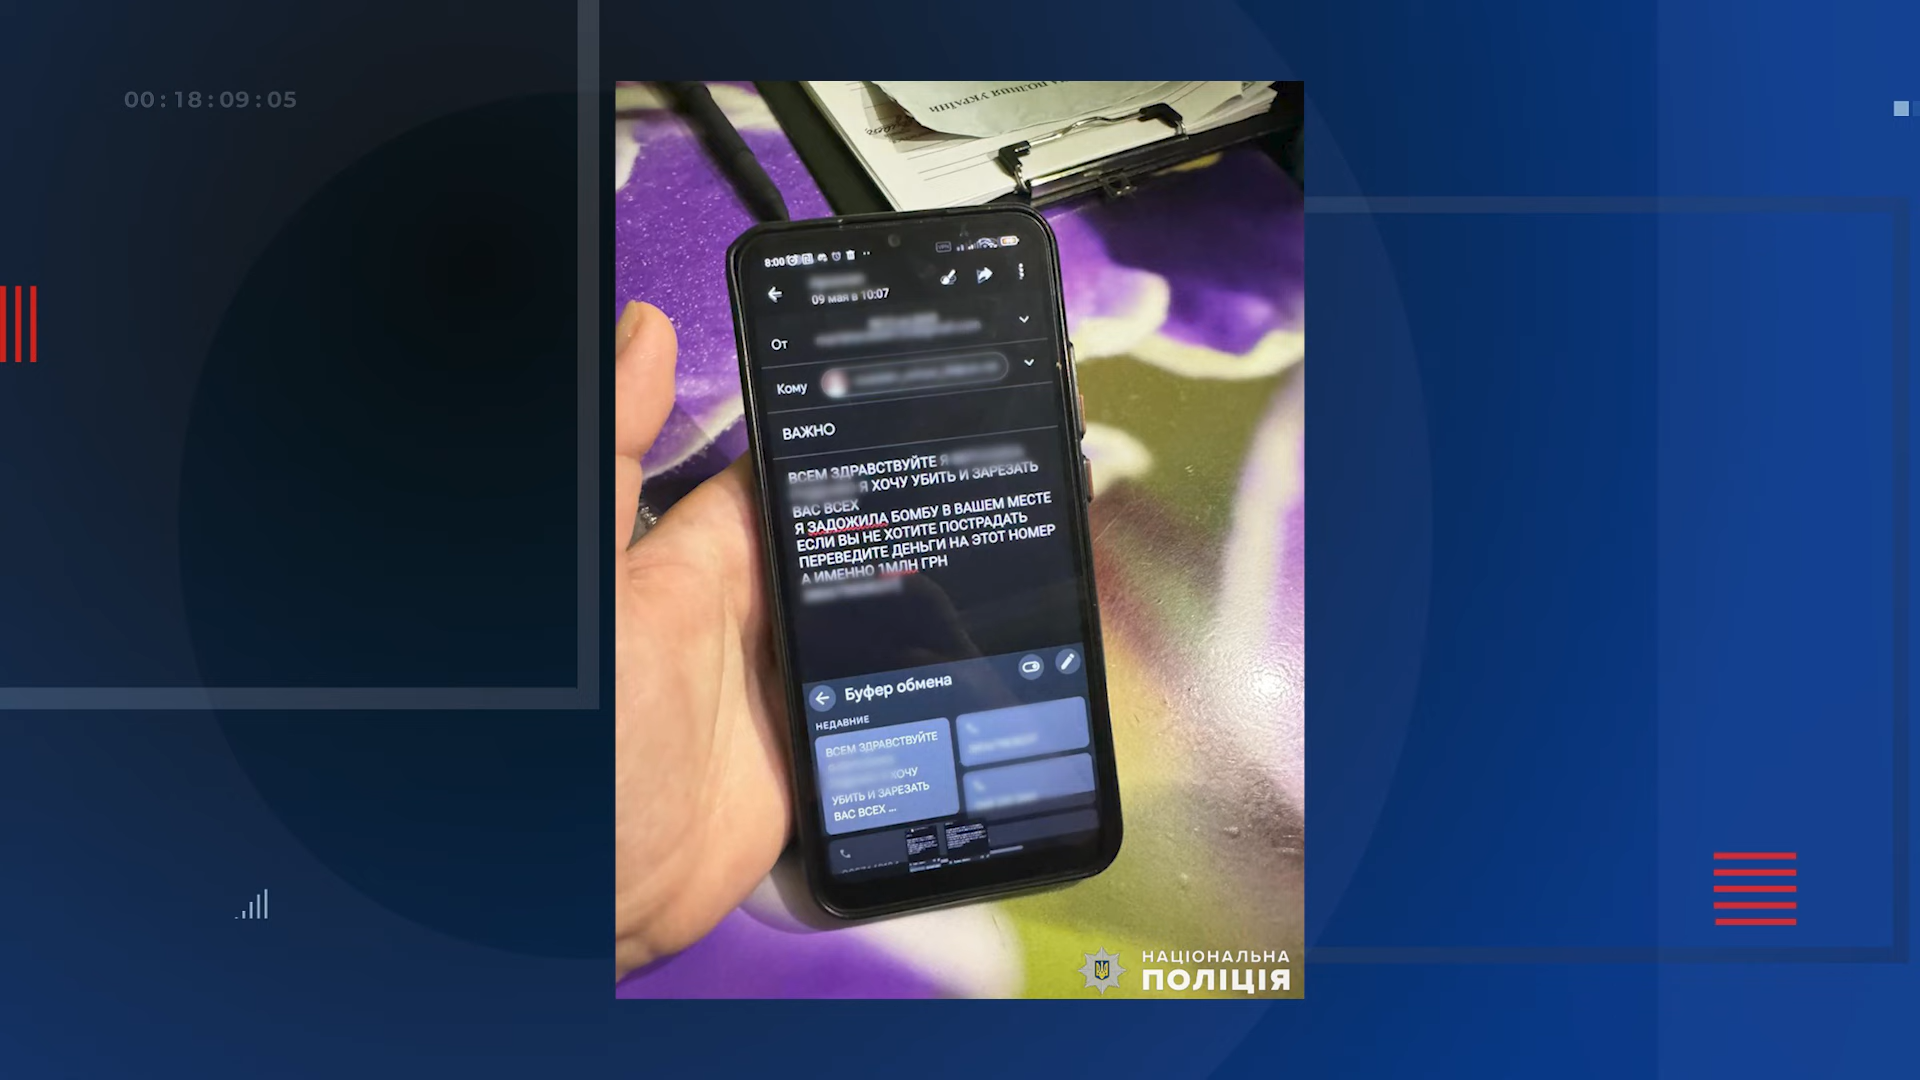 00:18:09:05
ПОЛІЦІЯ УКРАЇНИ
8:00
09 мая в 10:07
От
Кому
ВАЖНО
ВСЕМ ЗДРАВСТВУЙТЕ Я
Я ХОЧУ УБИТЬ И ЗАРЕЗАТЬ
ВАС ВСЕХ
Я ЗАДОЖИЛА БОМБУ В ВАШЕМ МЕСТЕ
ЕСЛИ ВЫ НЕ ХОТИТЕ ПОСТРАДАТЬ
ПЕРЕВЕДИТЕ ДЕНЬГИ НА ЭТОТ НОМЕР
А ИМЕННО 1МЛН ГРН
Буфер обмена
НЕДАВНИЕ
ВСЕМ ЗДРАВСТВУЙТЕ
ХОЧУ
УБИТЬ И ЗАРЕЗАТЬ
ВАС ВСЕХ ...
НАЦІОНАЛЬНА
ПОЛІЦІЯ